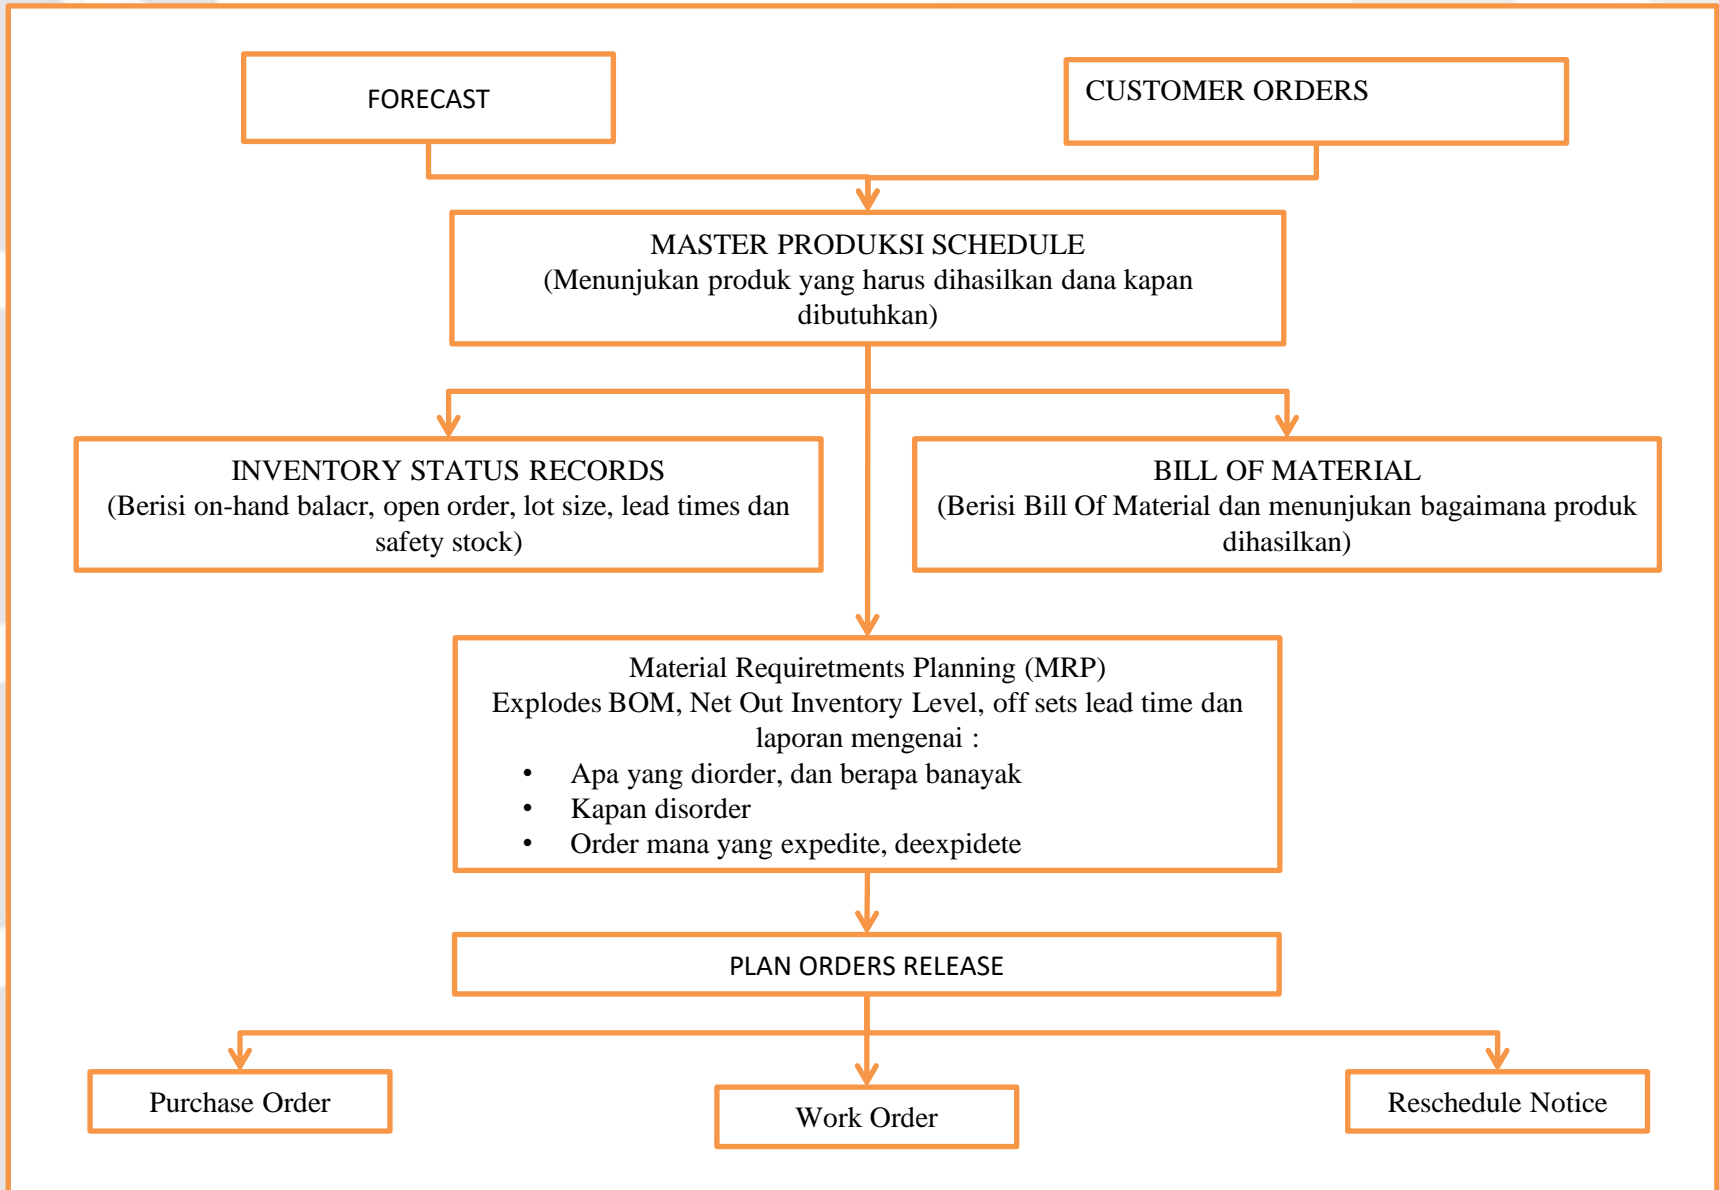 FORECAST
CUSTOMER ORDERS
MASTER PRODUKSI SCHEDULE
(Menunjukan produk yang harus dihasilkan dana kapan
dibutuhkan)
INVENTORY STATUS RECORDS
(Berisi on-hand balacr, open order, lot size, lead times dan
safety stock)
BILL OF MATERIAL
(Berisi Bill Of Material dan menunjukan bagaimana produk
dihasilkan)
Material Requiretments Planning (MRP)
Explodes BOM, Net Out Inventory Level, off sets lead time dan
laporan mengenai :
• Apa yang diorder, dan berapa banayak
• Kapan disorder
• Order mana yang expedite, deexpidete
PLAN ORDERS RELEASE
Purchase Order
Work Order
Reschedule Notice